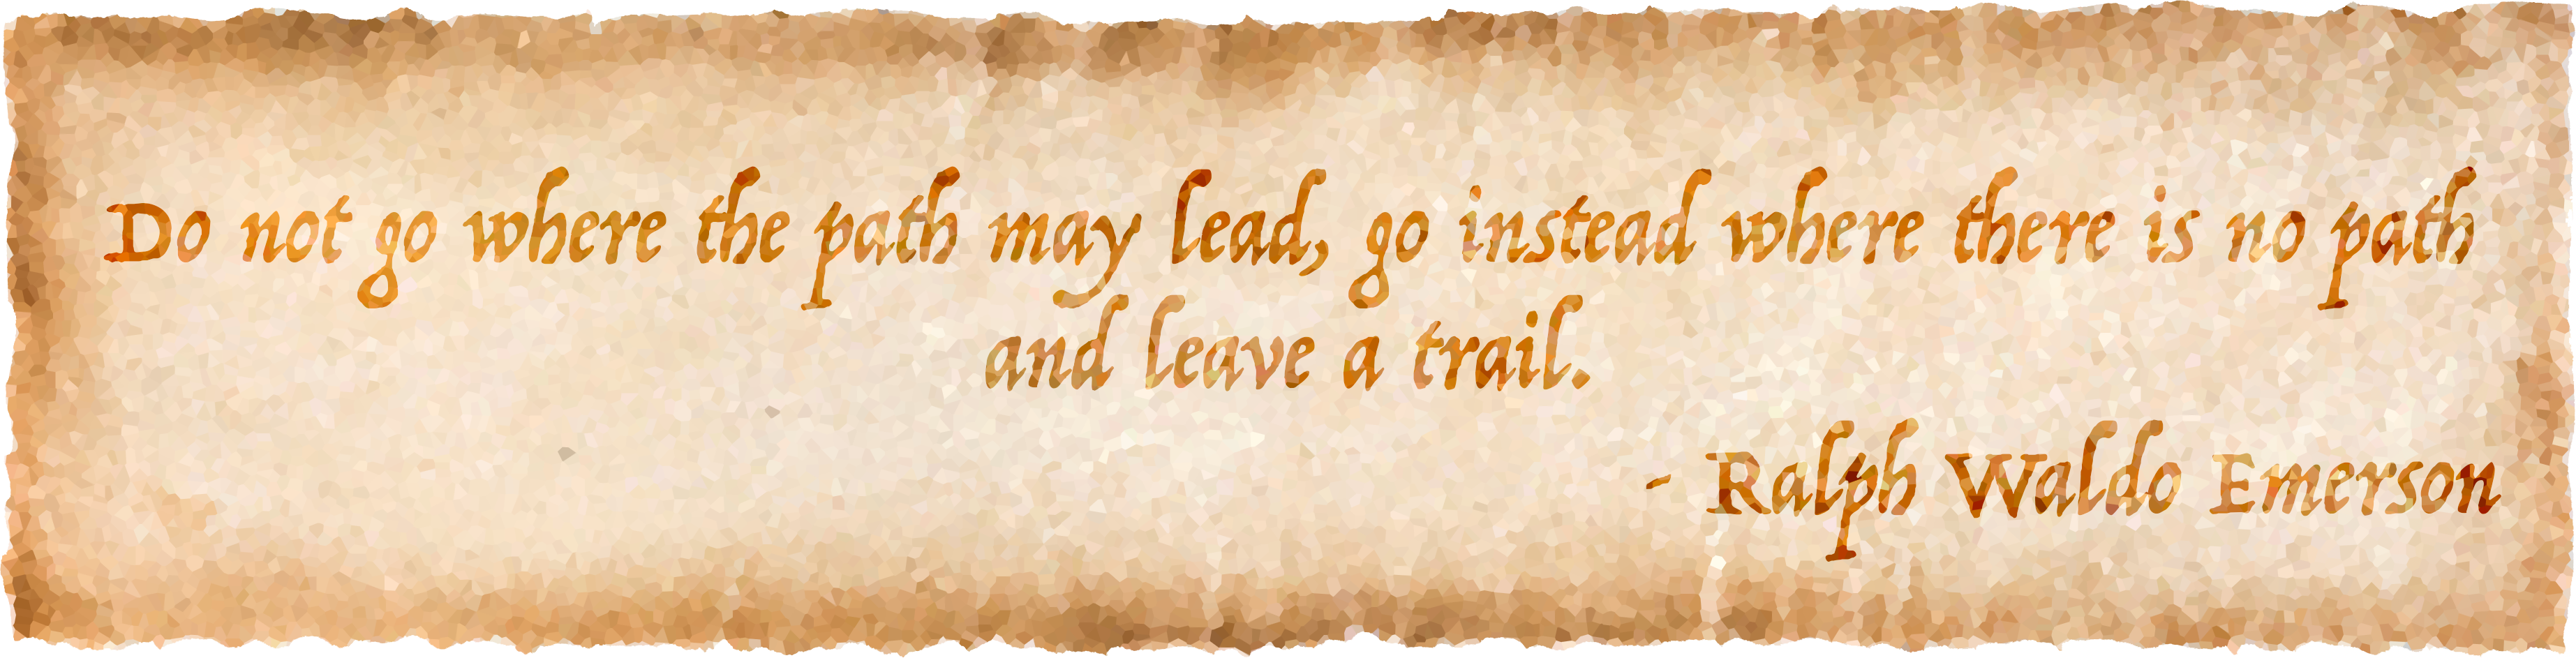 Do not go where the path may lead, go instead where there is no path
and leave a trail.
- Ralph Waldo Emerson